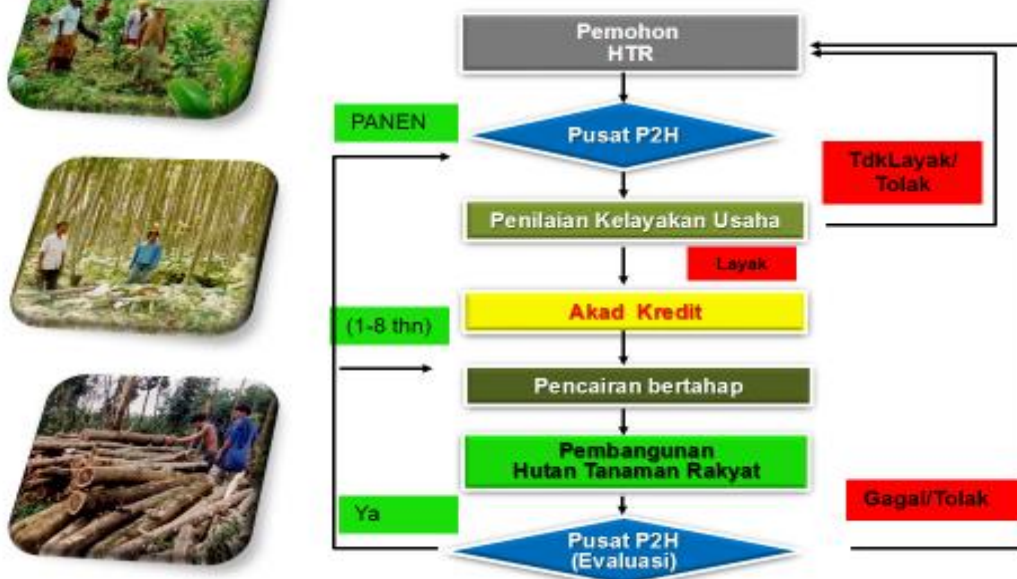 Pemohon
HTR
PANEN
Pusat P2H
TdkLayak/
Tolak
Penilaian Kelayakan Usaha
Layak
(1-8 thn)
Akad Kredit
Pencairan bertahap
Pembangunan
Hutan Tanaman Rakyat
Ya
Gagal/Tolak
Pusat P2H
(Evaluasi)